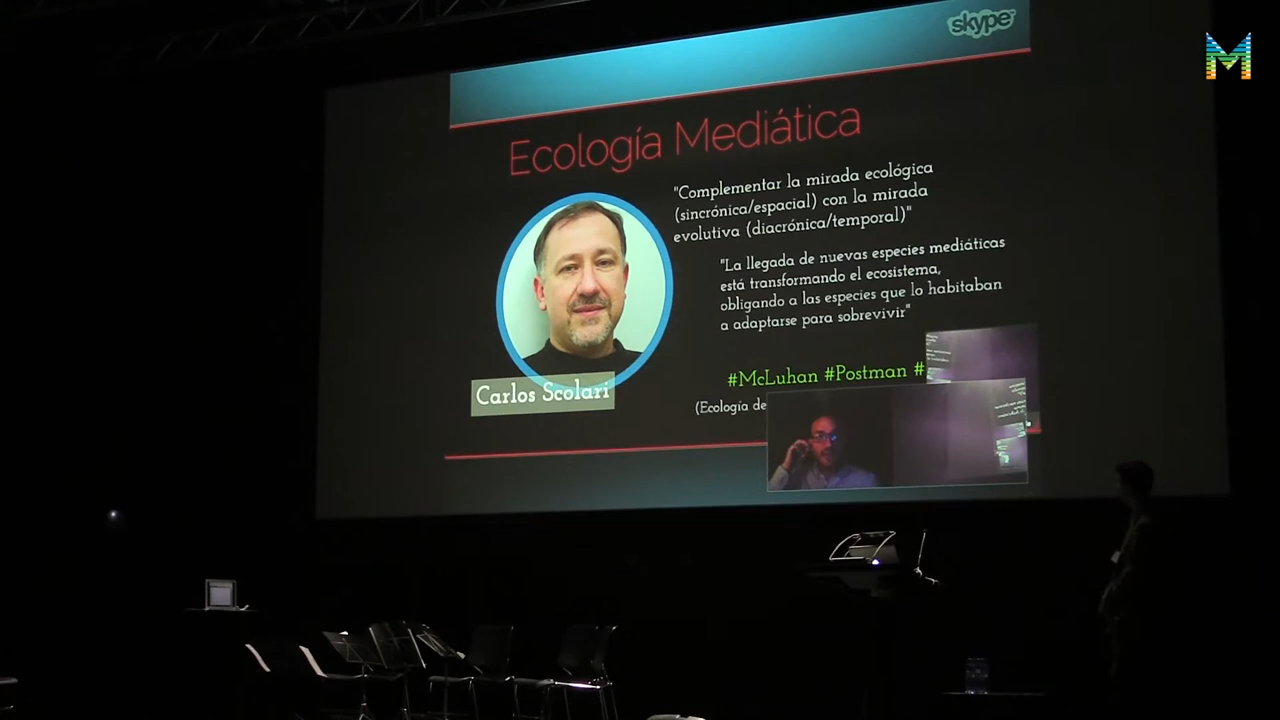 skype
M
Ecología Mediática
"Complementar la mirada ecológica
(sincrónica/espacial) con la mirada
evolutiva (diacrónica/temporal)"
"La llegada de nuevas especies mediáticas
está transformando el ecosistema,
obligando a las especies que lo habitaban
a adaptarse para sobrevivir"
#McLuhan #Postman #
Carlos Scolari
(Ecología de